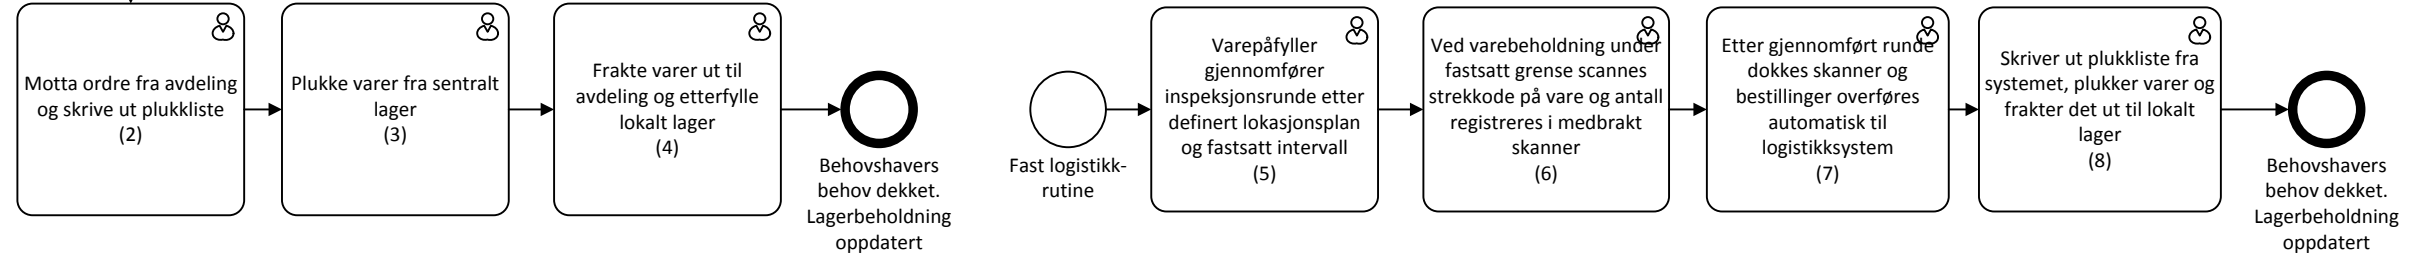 Motta ordre fra avdeling
og skrive ut plukkliste
(2)
Plukke varer fra sentralt
lager
(3)
Frakte varer ut til
avdeling og etterfylle
lokalt lager
(4)
Behovshavers
behov dekket.
Lagerbeholdning
oppdatert
Fast logistikk-
rutine
Varepåfyller
gjennomfører
inspeksjonsrunde etter
definert lokasjonsplan
og fastsatt intervall
(5)
Ved varebeholdning under
fastsatt grense scannes
strekkode på vare og antall
registreres i medbrakt
skanner
(6)
Etter gjennomført runde
dokkes skanner og
bestillinger overføres
automatisk til
logistikksystem
(7)
Skriver ut plukkliste fra
systemet, plukker varer og
frakter det ut til lokalt
lager
(8)
Behovshavers
behov dekket.
Lagerbeholdning
oppdatert